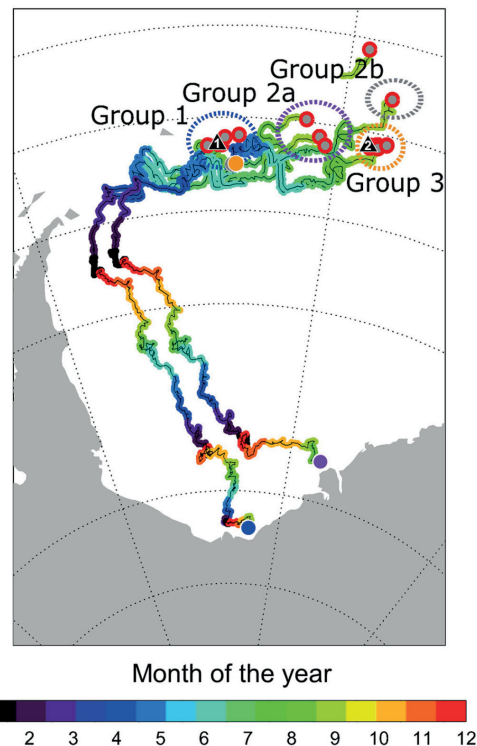 Group 2b
Group 2a
Group 1
1
2
Group 3
Month of the year
2 3 4 5 6 7 8 9 10 11 12